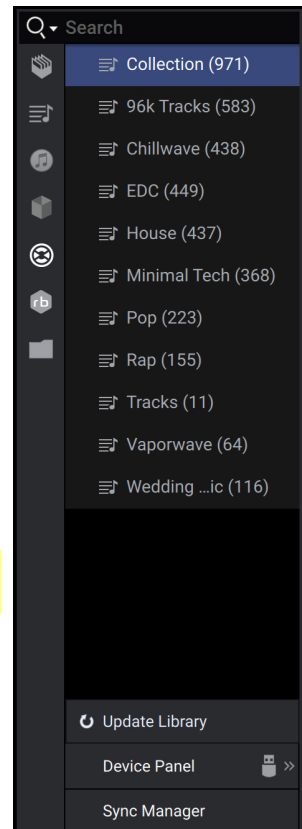 Search
Collection (971)
96k Tracks (583)
Chillwave (438)
EDC (449)
House (437)
Minimal Tech (368)
Pop (223)
rb
Rap (155)
Tracks (11)
Vaporwave (64)
Wedding ...ic (116)
Update Library
Device Panel
Sync Manager